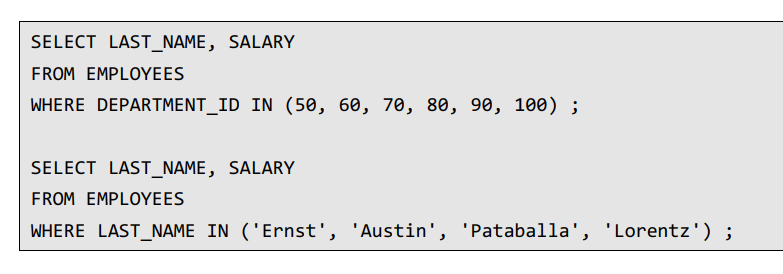 SELECT LAST_NAME, SALARY
FROM EMPLOYEES
WHERE DEPARTMENT_ID IN (50, 60, 70, 80, 90, 100) ;
SELECT LAST_NAME, SALARY
FROM EMPLOYEES
WHERE LAST_NAME IN ('Ernst', 'Austin', 'Pataballa', 'Lorentz') ;